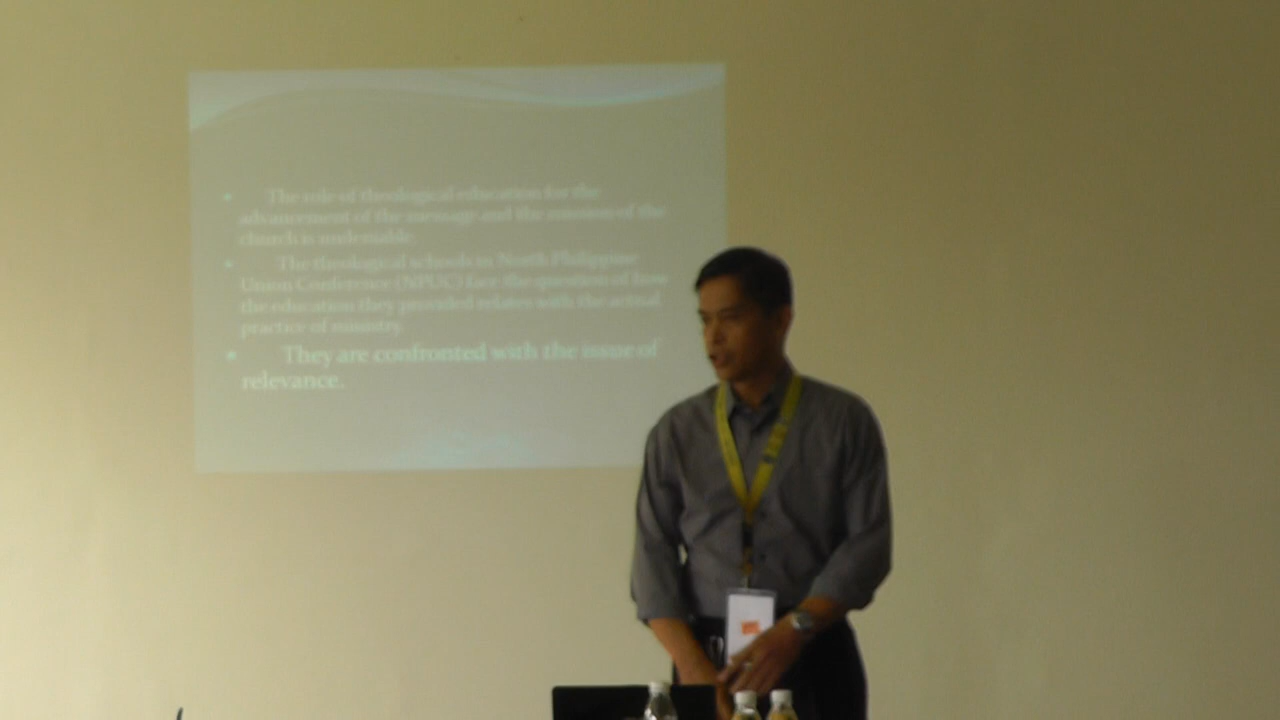 The role of theological education for the
advancement of the message and the mission of the
church is undeniable.
The theological schools in North Philippine
Union Conference (NPUC) face the question of how
the education they provided relates with the actual
practice of ministry.
They are confronted with the issue of
relevance.